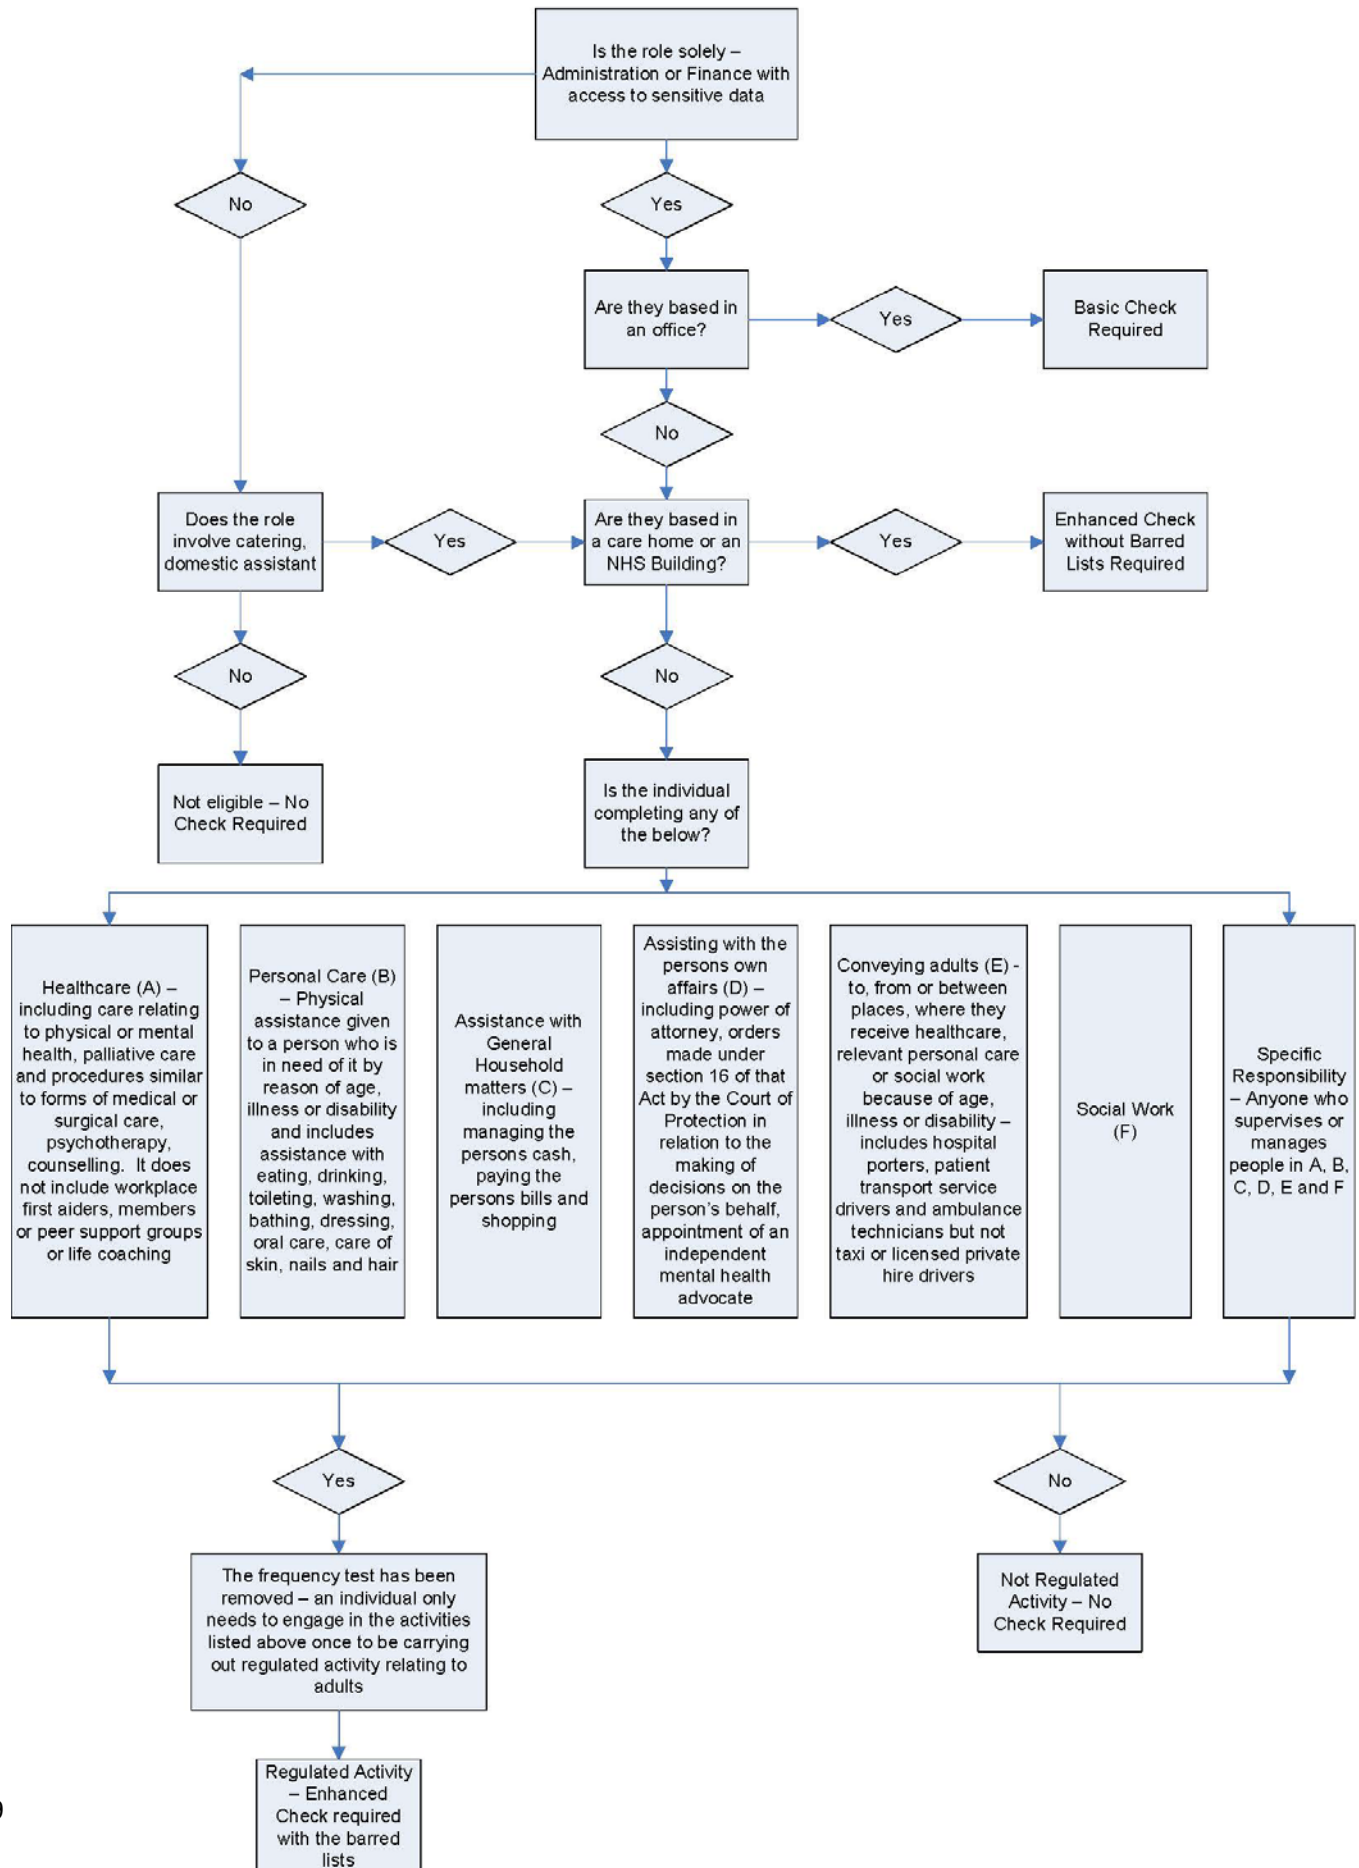 Is the role solely –
Administration or Finance with
access to sensitive data
No
Yes
Are they based in
an office?
Yes
Basic Check
Required
No
Does the role
involve catering,
domestic assistant
Yes
Are they based in
a care home or an
NHS Building?
Yes
Enhanced Check
without Barred
Lists Required
No
No
Not eligible – No
Check Required
Is the individual
completing any of
the below?
Healthcare (A) –
including care relating
to physical or mental
health, palliative care
and procedures similar
to forms of medical or
surgical care,
psychotherapy,
counselling.  It does
not include workplace
first aiders, members
or peer support groups
or life coaching
Personal Care (B)
– Physical
assistance given
to a person who is
in need of it by
reason of age,
illness or disability
and includes
assistance with
eating, drinking,
toileting, washing,
bathing, dressing,
oral care, care of
skin, nails and hair
Assistance with
General
Household
matters (C) –
including
managing the
persons cash,
paying the
persons bills and
shopping
Assisting with the
persons own
affairs (D) –
including power of
attorney, orders
made under
section 16 of that
Act by the Court of
Protection in
relation to the
making of
decisions on the
person’s behalf,
appointment of an
independent
mental health
advocate
Conveying adults (E) -
to, from or between
places, where they
receive healthcare,
relevant personal care
or social work
because of age,
illness or disability –
includes hospital
porters, patient
transport service
drivers and ambulance
technicians but not
taxi or licensed private
hire drivers
Social Work
(F)
Specific
Responsibility
– Anyone who
supervises or
manages
people in A, B,
C, D, E and F
Yes
No
The frequency test has been
removed – an individual only
needs to engage in the activities
listed above once to be carrying
out regulated activity relating to
adults
Not Regulated
Activity – No
Check Required
Regulated Activity
– Enhanced
Check required
with the barred
lists
9